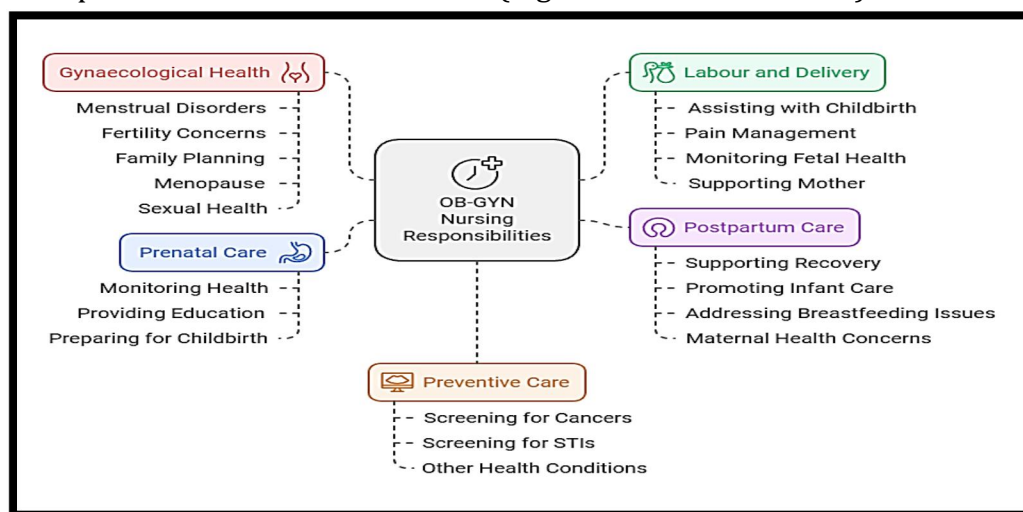 Gynaecological Health
Menstrual Disorders
Fertility Concerns
Family Planning
Menopause
Sexual Health
Prenatal Care
Monitoring Health
Providing Education
Preparing for Childbirth
OB-GYN
Nursing
Responsibilities
Labour and Delivery
Assisting with Childbirth
Pain Management
Monitoring Fetal Health
Supporting Mother
Postpartum Care
Supporting Recovery
Promoting Infant Care
Addressing Breastfeeding Issues
Maternal Health Concerns
Preventive Care
Screening for Cancers
Screening for STIs
Other Health Conditions